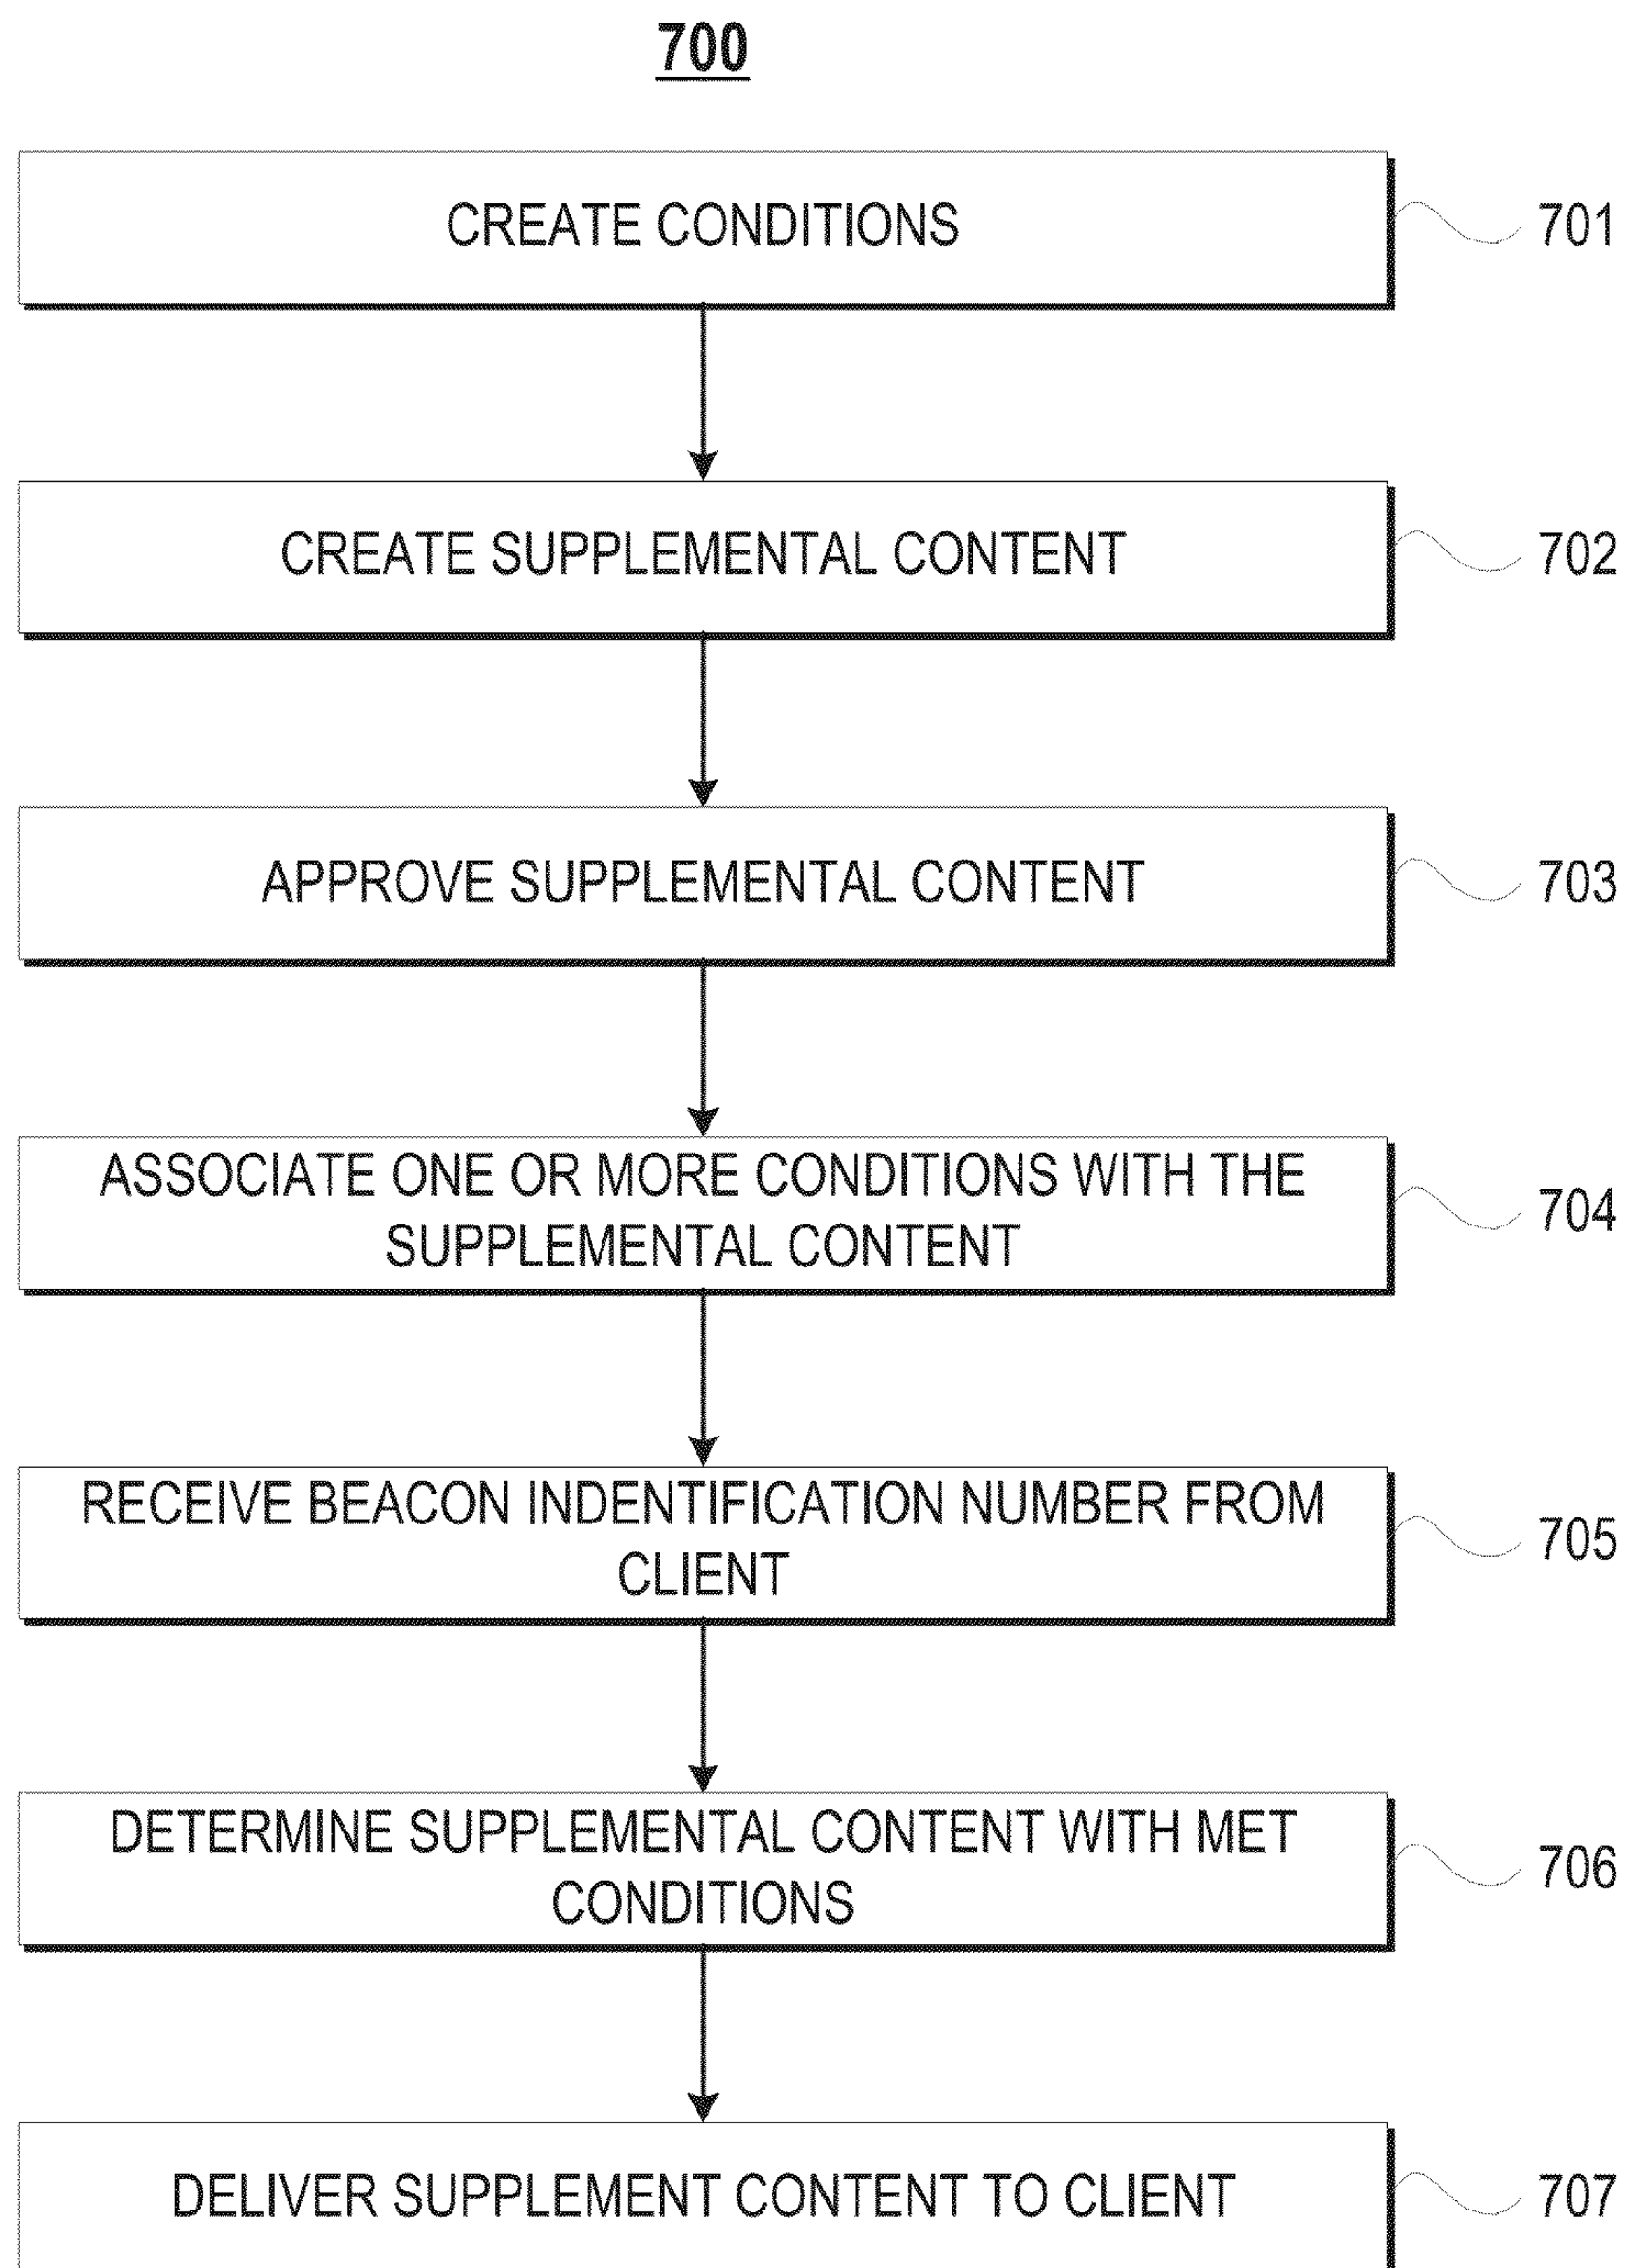 700
CREATE CONDITIONS
701
CREATE SUPPLEMENTAL CONTENT
702
APPROVE SUPPLEMENTAL CONTENT
703
ASSOCIATE ONE OR MORE CONDITIONS WITH THE
SUPPLEMENTAL CONTENT
704
RECEIVE BEACON INDENTIFICATION NUMBER FROM
CLIENT
705
DETERMINE SUPPLEMENTAL CONTENT WITH MET
CONDITIONS
706
DELIVER SUPPLEMENT CONTENT TO CLIENT
707